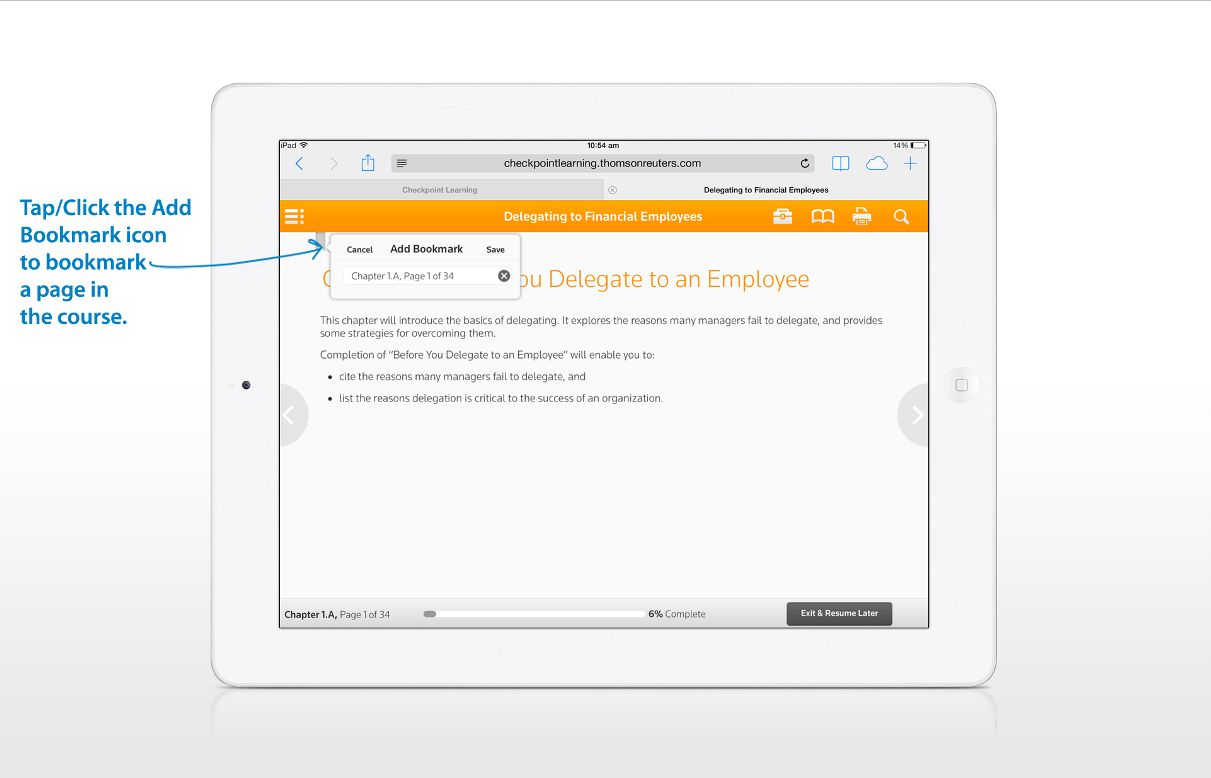 iPad
10:54 am
14%
checkpointlearning.thomsonreuters.com
Checkpoint Learning
Delegating to Financial Employees
Delegating to Financial Employees
Tap/Click the Add
Bookmark icon
to bookmark
a page in
the course.
Cancel Add Bookmark Save
Chapter 1.A, Page 1 of 34
ou Delegate to an Employee
This chapter will introduce the basics of delegating. It explores the reasons many managers fail to delegate, and provides
some strategies for overcoming them.
Completion of “Before You Delegate to an Employee” will enable you to:
• cite the reasons many managers fail to delegate, and
• list the reasons delegation is critical to the success of an organization.
Chapter 1.A, Page 1 of 34
6% Complete
Exit & Resume Later